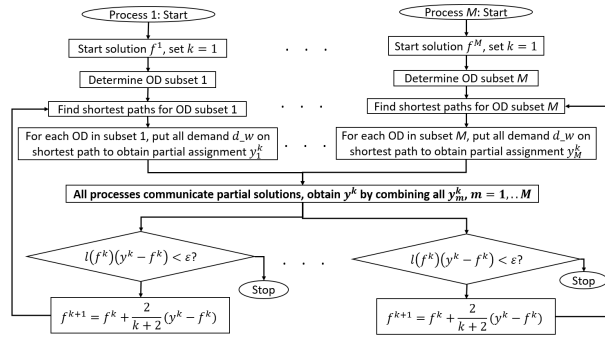 Process 1: Start
Process M: Start
Start solution f^1, set k = 1
Start solution f^M, set k = 1
. . .
Determine OD subset 1
Determine OD subset M
Find shortest paths for OD subset 1
. . .
Find shortest paths for OD subset M
For each OD in subset 1, put all demand d_w on
shortest path to obtain partial assignment y_1^k
. . .
For each OD in subset M, put all demand d_w on
shortest path to obtain partial assignment y_M^k
All processes communicate partial solutions, obtain y^k by combining all y_m^k, m = 1,..M
l(f^k)(y^k − f^k) < ε?
. . .
l(f^k)(y^k − f^k) < ε?
Stop
Stop
f^{k+1} = f^k + \frac{2}{k+2}(y^k − f^k)
f^{k+1} = f^k + \frac{2}{k+2}(y^k − f^k)